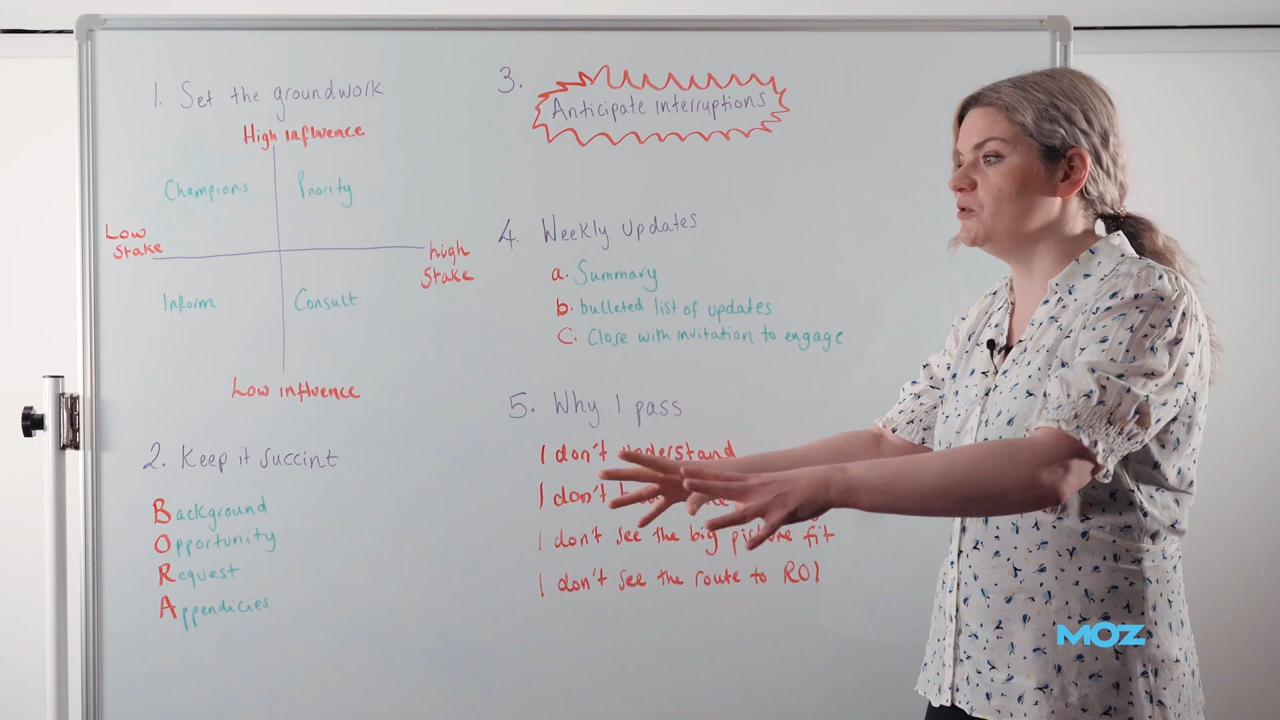 1. Set the groundwork
High influence
Champions
Priority
Low
Stake
high
Stake
Inform
Consult
Low influence
2. Keep it succint
Background
Opportunity
Request
Appendicies
3. Anticipate interruptions
4. Weekly updates
a. Summary
b. bulleted list of updates
C. Close with invitation to engage
5. Why I pass
I don't understand
I don't
I don't see the big picture fit
I don't see the route to ROI
MOZ